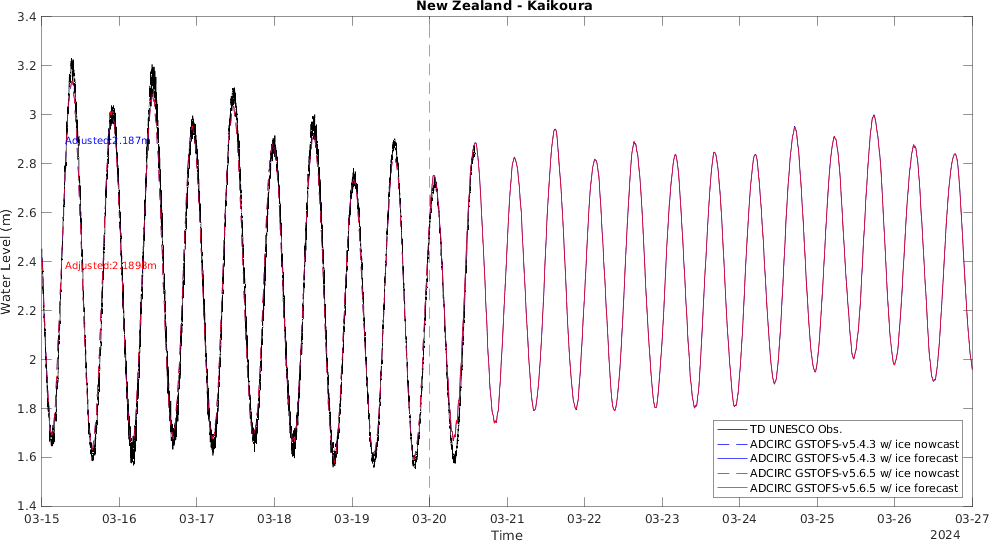 New Zealand - Kaikoura
3.4
3.2
3
2.8
2.6
2.4
2.2
2
1.8
1.6
1.4
Water Level (m)
Adjusted:2.187m
Adjusted:2.1898m
TD UNESCO Obs.
ADCIRC GSTOFS-v5.4.3 w/ ice nowcast
ADCIRC GSTOFS-v5.4.3 w/ ice forecast
ADCIRC GSTOFS-v5.6.5 w/ ice nowcast
ADCIRC GSTOFS-v5.6.5 w/ ice forecast
03-15 03-16 03-17 03-18 03-19 03-20 03-21 03-22 03-23 03-24 03-25 03-26 03-27
Time
2024